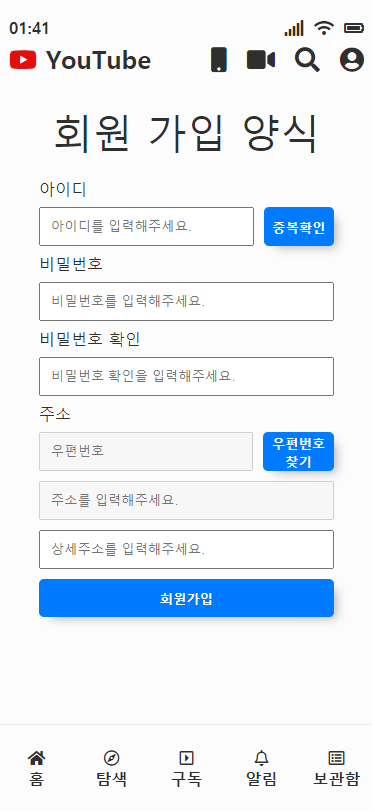 01:41
YouTube
회원 가입 양식
아이디
아이디를 입력해주세요.
중복확인
비밀번호
비밀번호를 입력해주세요.
비밀번호 확인
비밀번호 확인을 입력해주세요.
주소
우편번호
우편번호
찾기
주소를 입력해주세요.
상세주소를 입력해주세요.
회원가입
홈
탐색
구독
알림
보관함